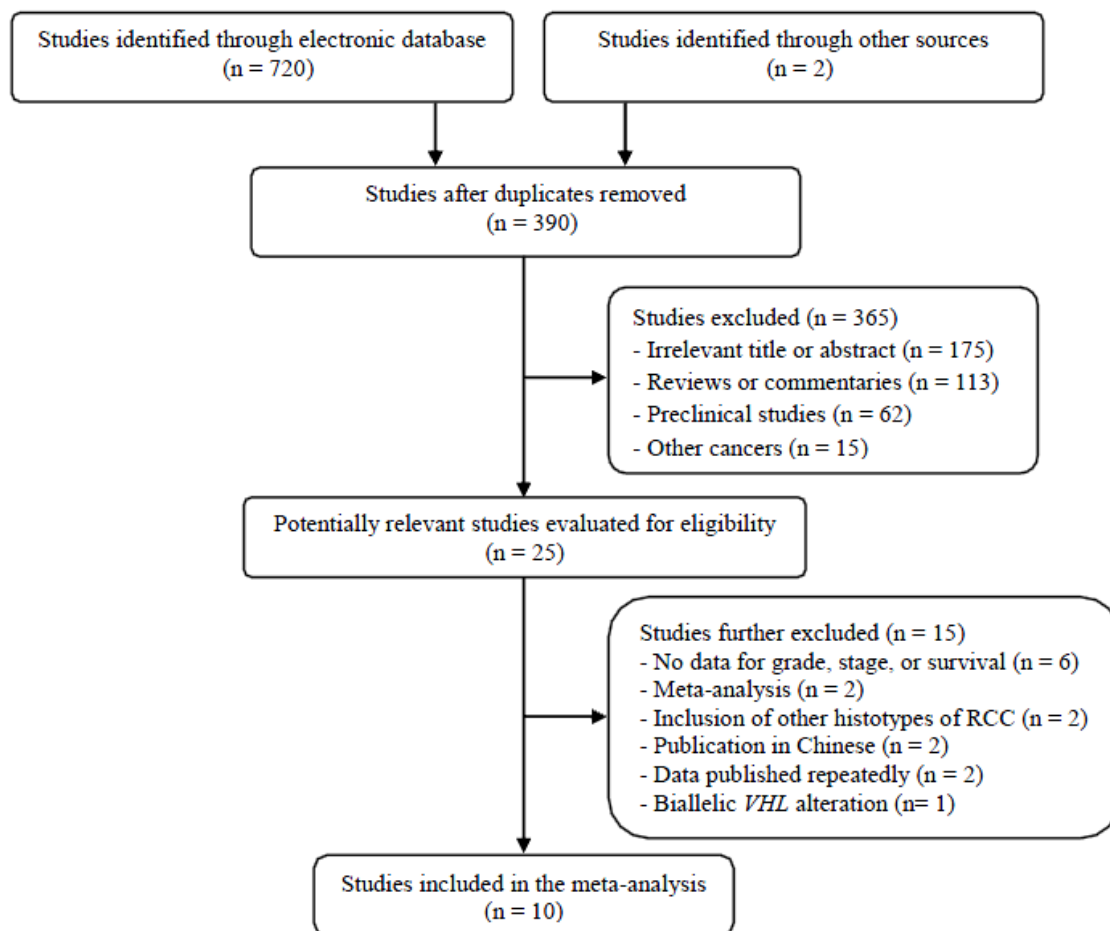 Studies identified through electronic database
(n = 720)
Studies identified through other sources
(n = 2)
Studies after duplicates removed
(n = 390)
Studies excluded (n = 365)
- Irrelevant title or abstract (n = 175)
- Reviews or commentaries (n = 113)
- Preclinical studies (n = 62)
- Other cancers (n = 15)
Potentially relevant studies evaluated for eligibility
(n = 25)
Studies further excluded (n = 15)
- No data for grade, stage, or survival (n = 6)
- Meta-analysis (n = 2)
- Inclusion of other histotypes of RCC (n = 2)
- Publication in Chinese (n = 2)
- Data published repeatedly (n = 2)
- Biallelic VHL alteration (n= 1)
Studies included in the meta-analysis
(n = 10)